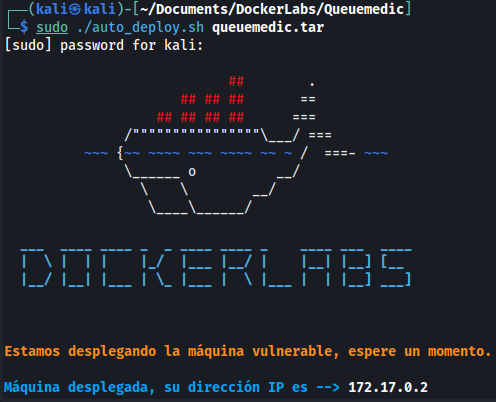 ┌──(kali㉿kali)-[~/Documents/DockerLabs/Queuemedic]
└─$ sudo ./auto_deploy.sh queuemedic.tar
[sudo] password for kali:
##         .
## ## ##        ==
## ## ## ##       ===
/""""""""""""""""\___/ ===
~~~ {~~ ~~~~ ~~~ ~~~~ ~~ ~ /  ===- ~~~
\______ o          __/
\    \        __/
\____\______/
DOCKERLABS
Estamos desplegando la máquina vulnerable, espere un momento.
Máquina desplegada, su dirección IP es --> 172.17.0.2